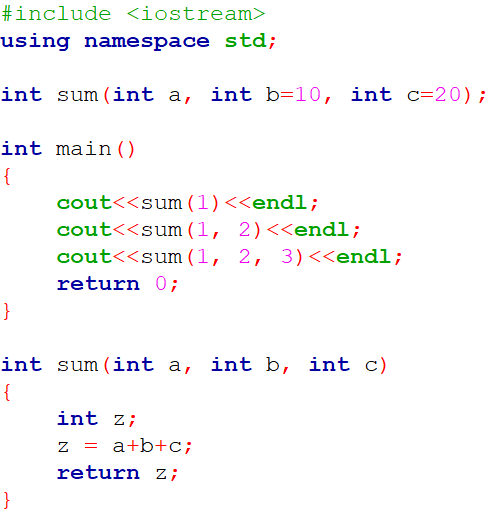 #include <iostream>
using namespace std;

int sum(int a, int b=10, int c=20);

int main()
{
    cout<<sum(1)<<endl;
    cout<<sum(1, 2)<<endl;
    cout<<sum(1, 2, 3)<<endl;
    return 0;
}

int sum(int a, int b, int c)
{
    int z;
    z = a+b+c;
    return z;
}